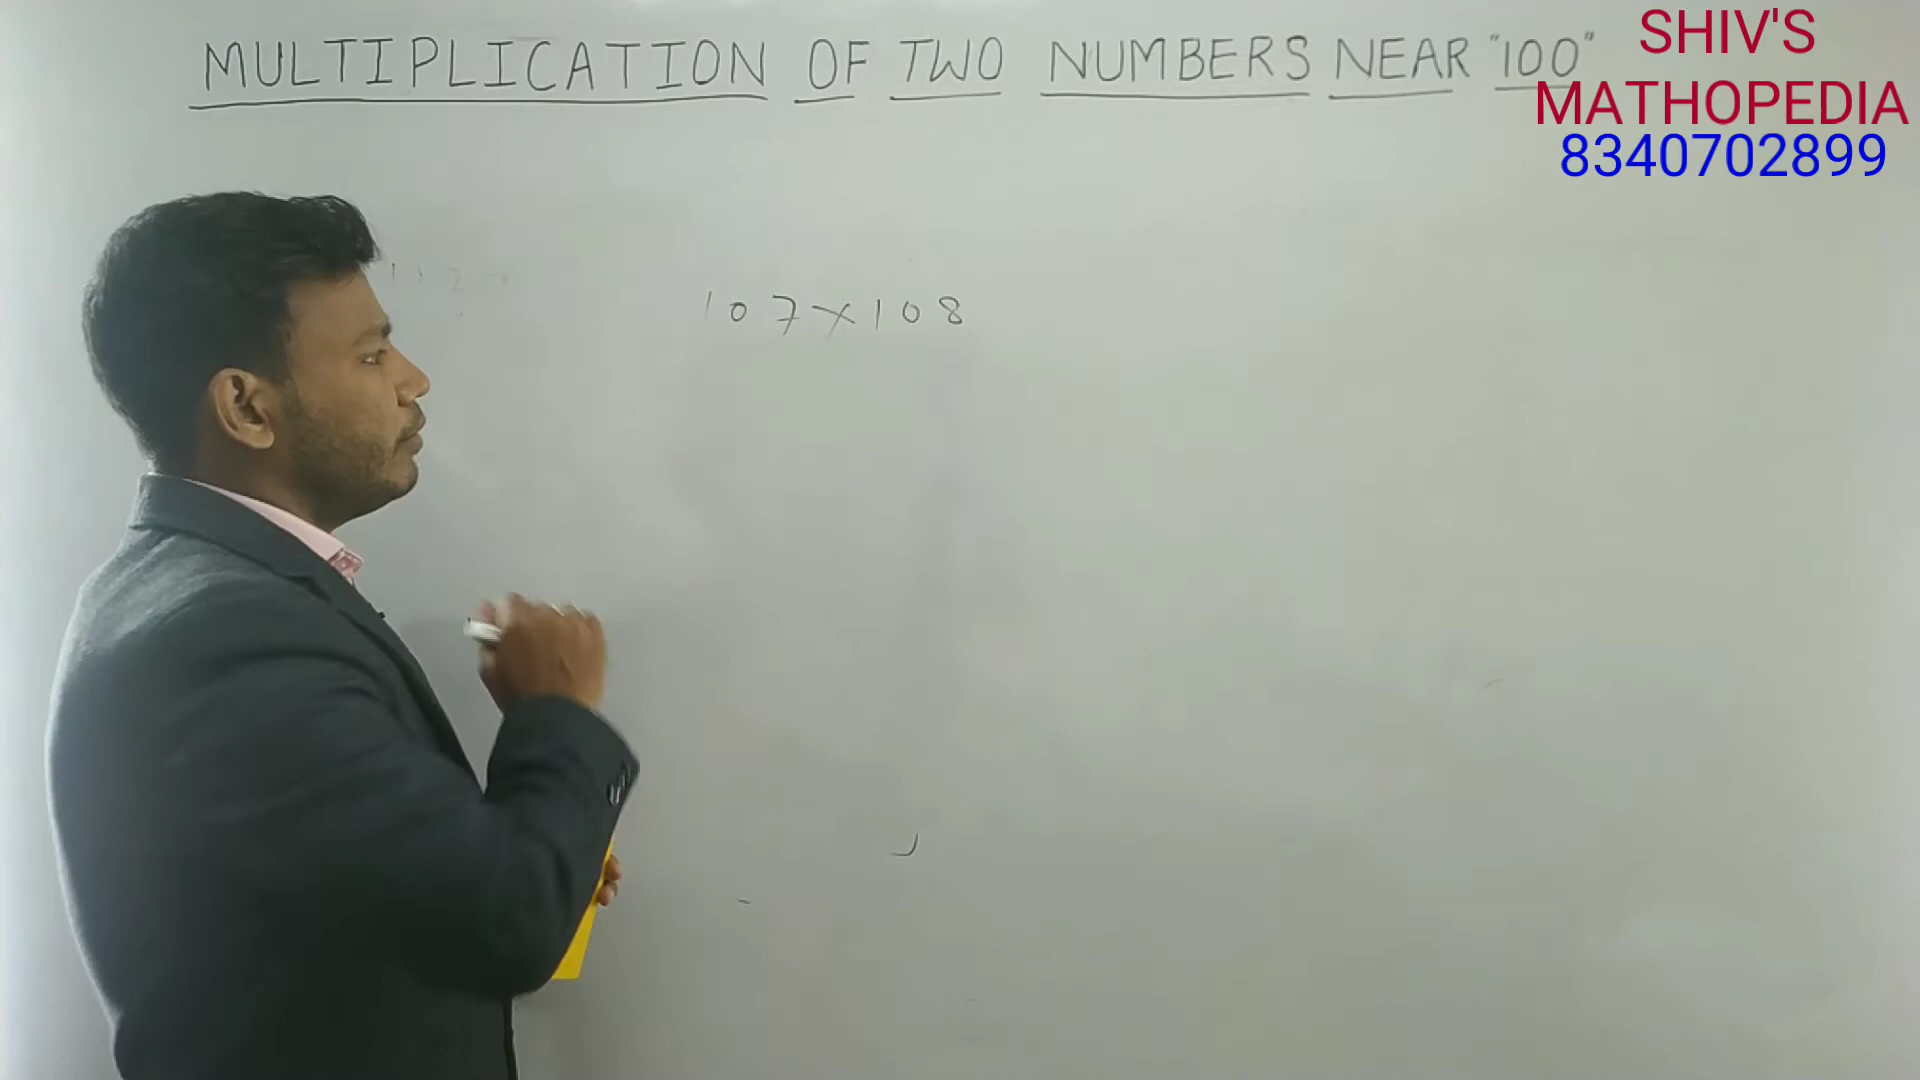 MULTIPLICATION OF TWO NUMBERS NEAR "100"
SHIV'S
MATHOPEDIA
8340702899
107×108